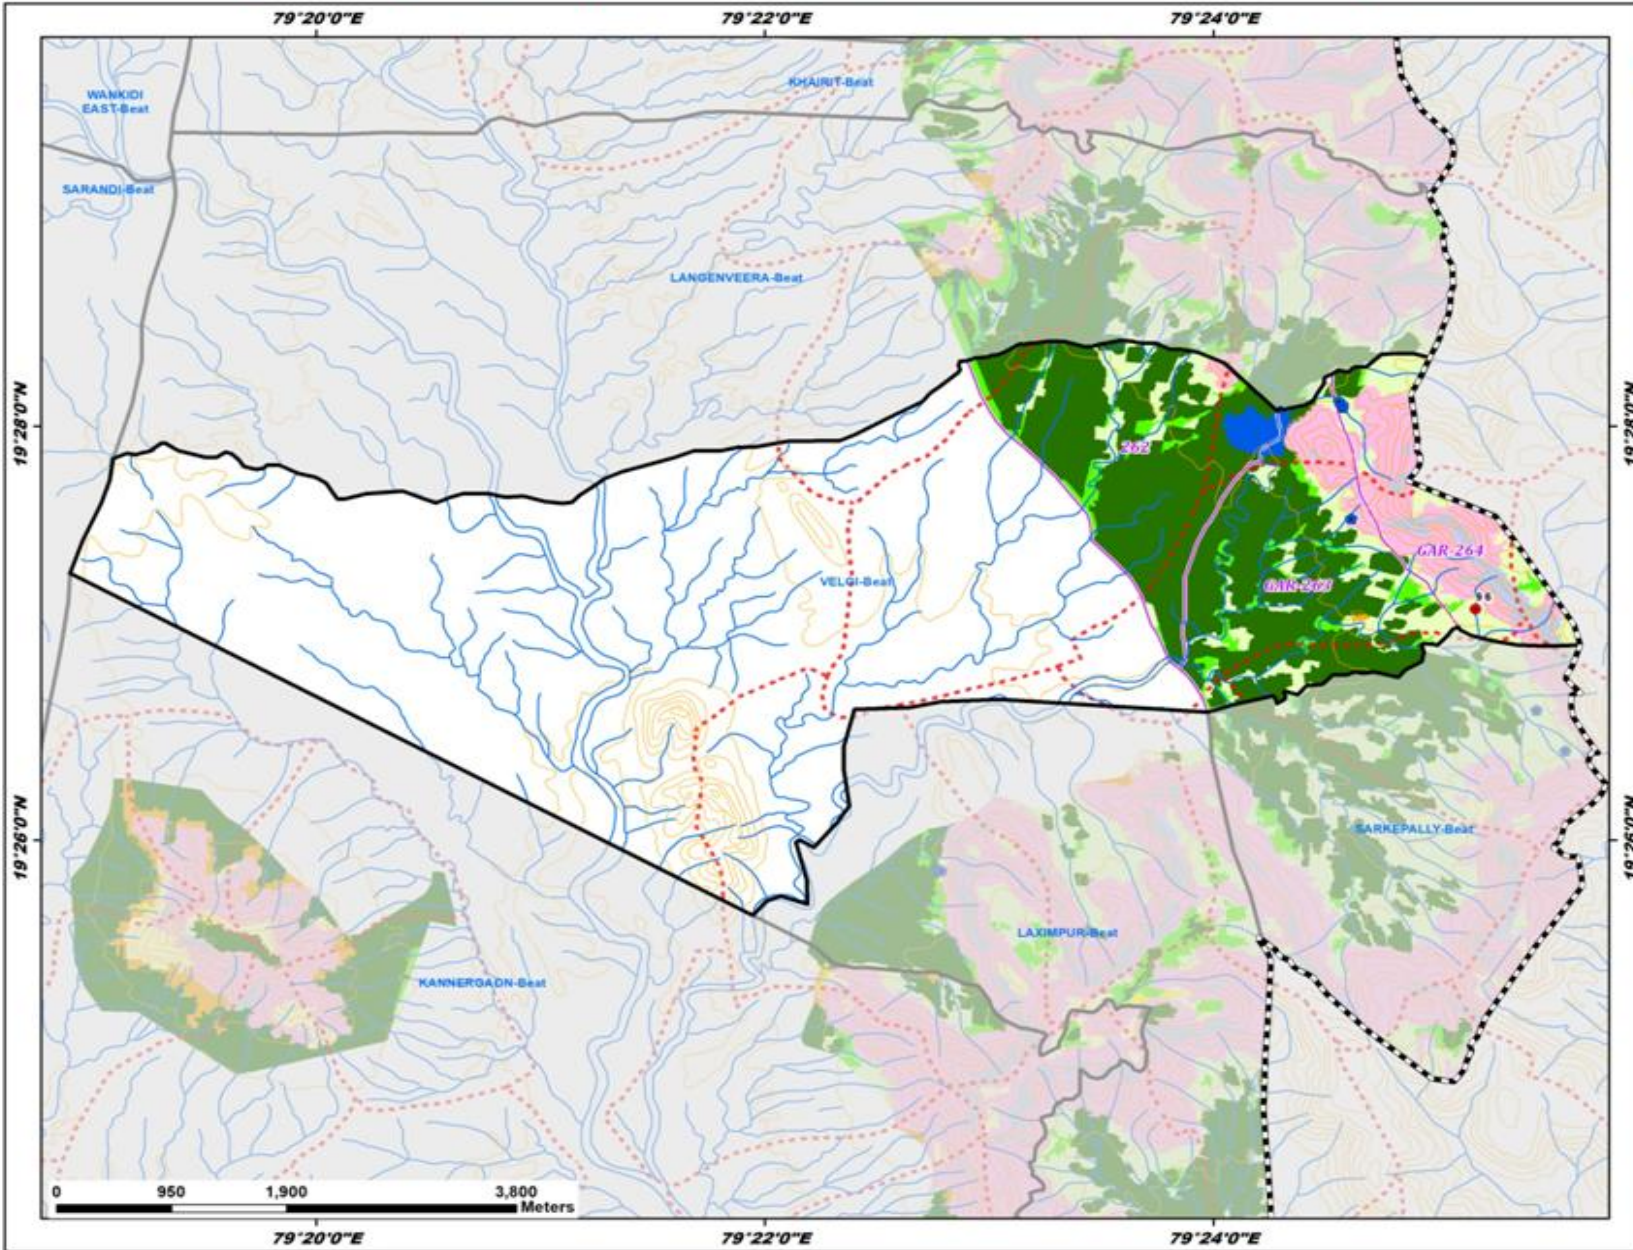 79°20'0"E 79°22'0"E 79°24'0"E
KHAIRIT-Beat
WANKIDI
EAST-Beat
SARANDI-Beat
LANGENVEERA-Beat
19°28'0"N 19°28'0"N
262
GAR-264
VELGI-Beat
GAR-263
96
19°26'0"N 19°26'0"N
SARKEPALLY-Beat
LAXIMPUR-Beat
KANNERGAON-Beat
0 950 1,900 3,800
Meters
79°20'0"E 79°22'0"E 79°24'0"E